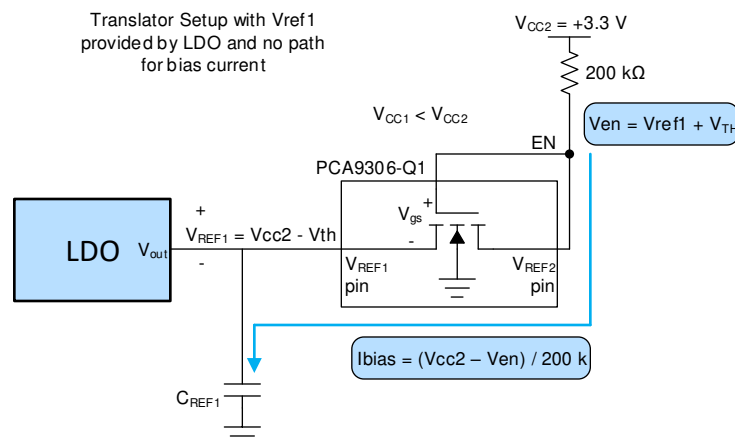 Translator Setup with Vref1
provided by LDO and no path
for bias current
VCC2 = +3.3 V
200 kΩ
VCC1 < VCC2
Ven = Vref1 + VTH
EN
PCA9306-Q1
+
Vgs
-
LDO
Vout
+
VREF1 = Vcc2 - Vth
-
VREF1
pin
VREF2
pin
Ibias = (Vcc2 – Ven) / 200 k
CREF1